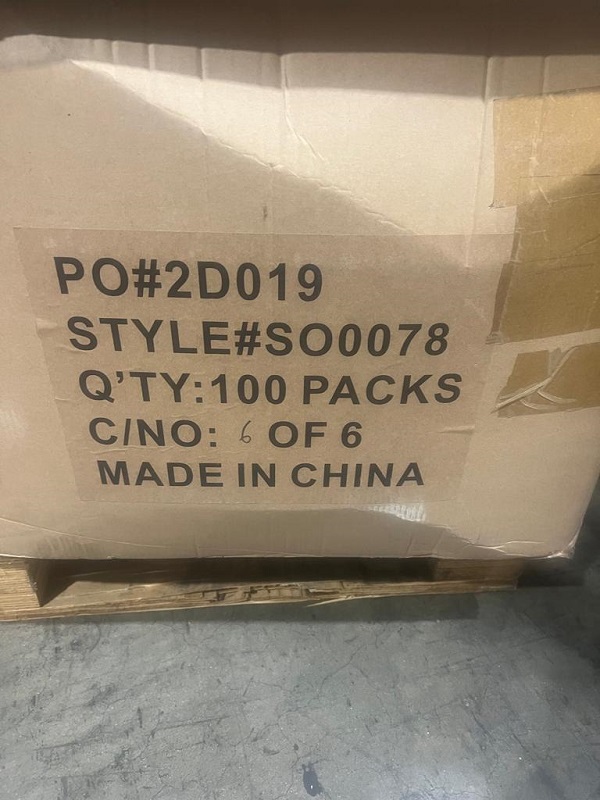 PO#2D019
STYLE#SO0078
Q'TY:100 PACKS
C/NO: 6 OF 6
MADE IN CHINA